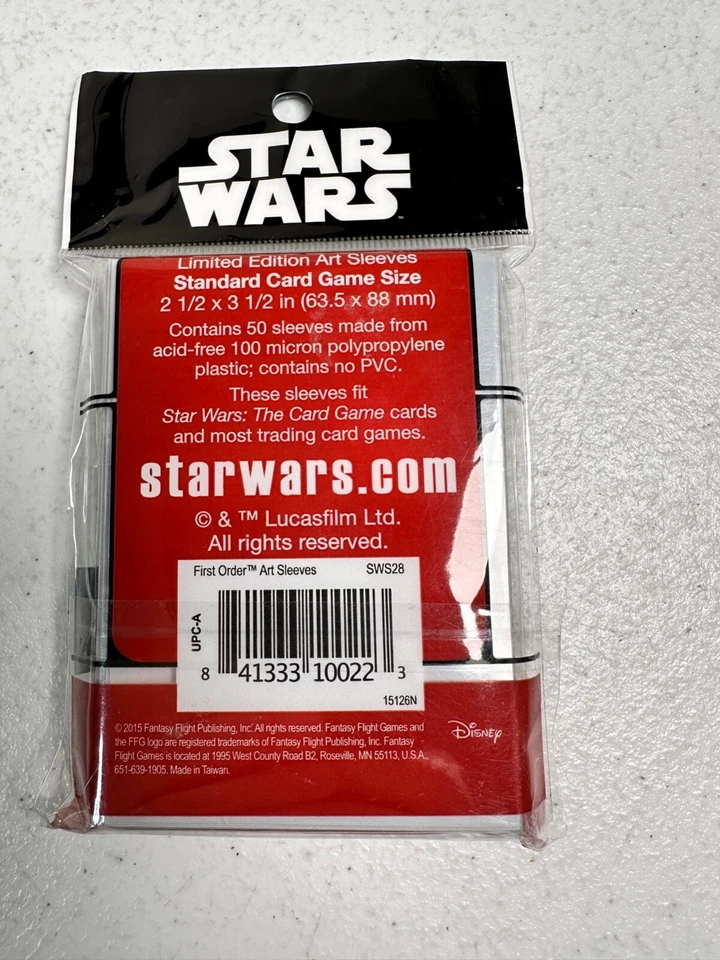 STAR
WARS
Limited Edition Art Sleeves
Standard Card Game Size
2 1/2 x 3 1/2 in (63.5 x 88 mm)
Contains 50 sleeves made from
acid-free 100 micron polypropylene
plastic; contains no PVC.
These sleeves fit
Star Wars: The Card Game cards
and most trading card games.
starwars.com
© & ™ Lucasfilm Ltd.
All rights reserved.
First Order™ Art Sleeves SWS28
UPC-A
8 41333 10022 3
15126N
© 2015 Fantasy Flight Publishing, Inc. All rights reserved. Fantasy Flight Games and
the FFG logo are registered trademarks of Fantasy Flight Publishing, Inc. Fantasy
Flight Games is located at 1995 West County Road B2, Roseville, MN 55113, U.S.A.,
651-639-1905. Made in Taiwan.
Disney